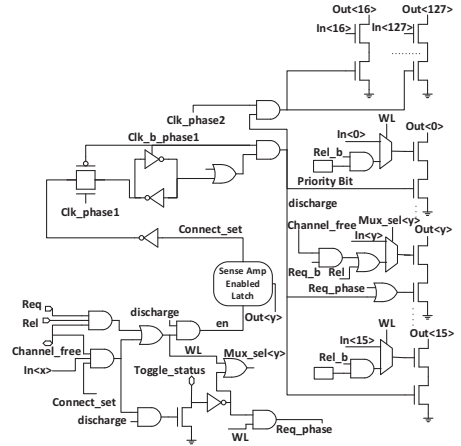 Out<16> Out<127>
In<16> In<127>
Clk_phase2
WL
Clk_b_phase1
In<0>
Out<0>
Rel_b
Priority Bit
Clk_phase1
discharge
Channel_free
Mux_sel<y>
Connect_set
In<y>
Out<y>
Sense Amp
Enabled
Latch
Req_b
Rel
Req_phase
Req
discharge
Out<y>
Rel
en
WL
Channel_free
WL
Mux_sel<y>
In<15>
Out<15>
In<x>
Toggle_status
Rel_b
Connect_set
discharge
WL
Req_phase